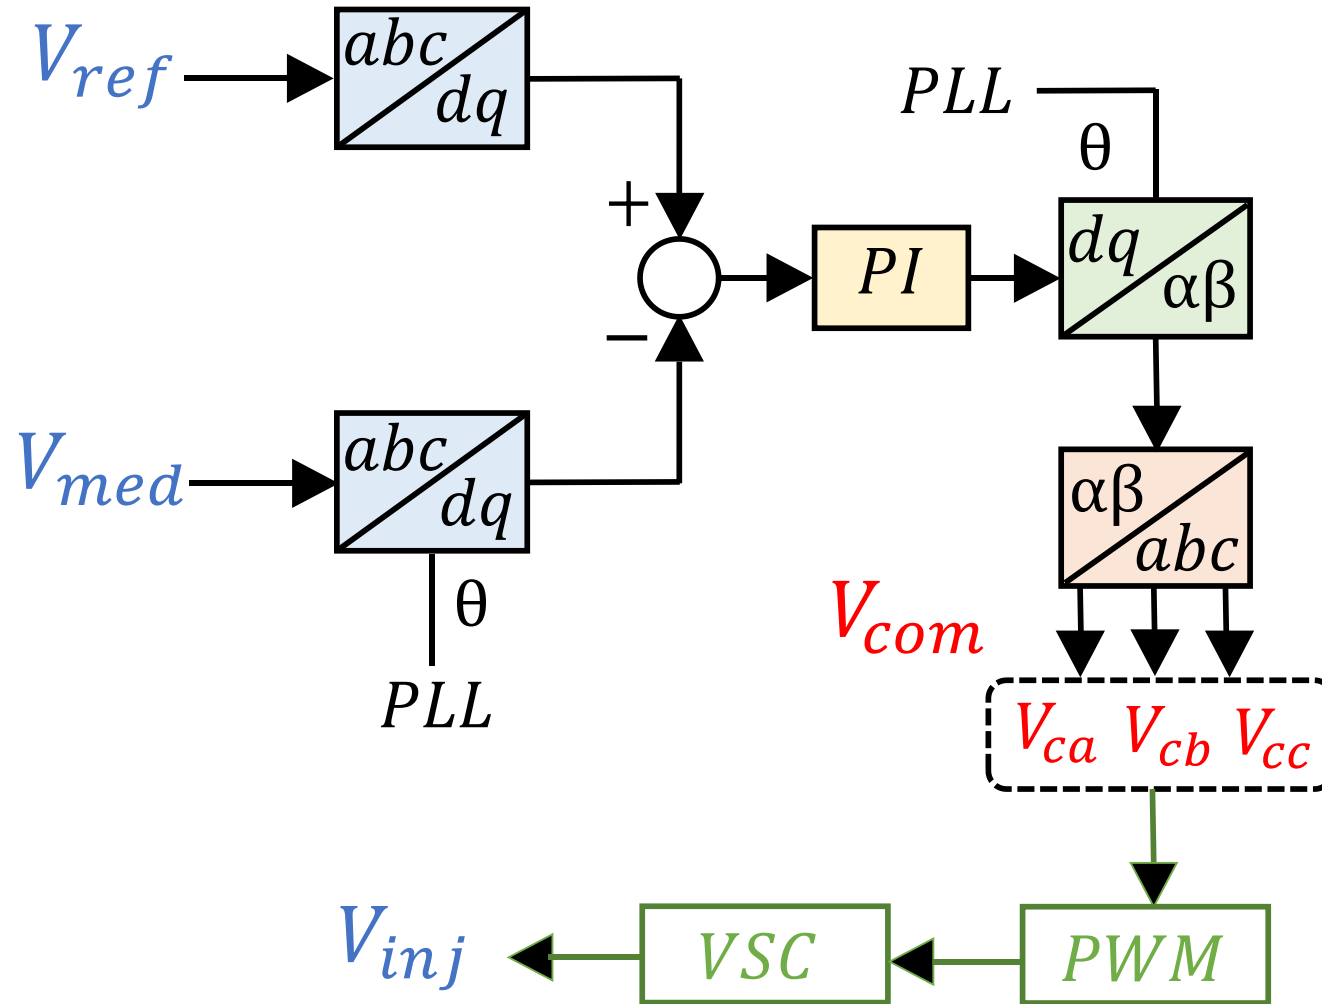 V_ref
abc
dq
PLL
θ
+
PI
dq
αβ
−
V_med
abc
dq
θ
PLL
αβ
abc
V_com
V_ca V_cb V_cc
V_inj
VSC
PWM